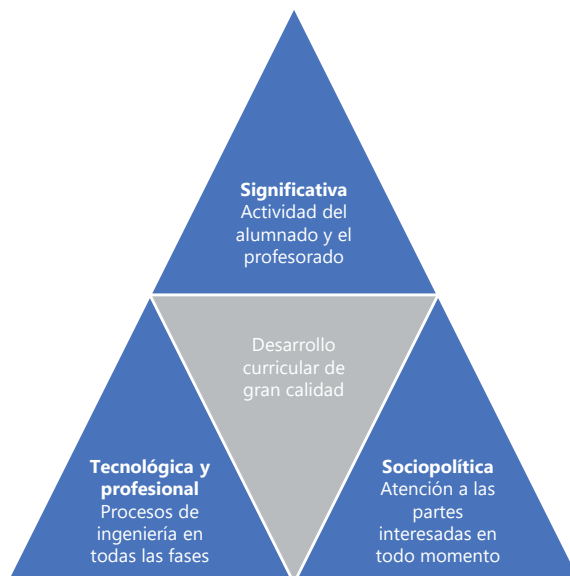 Significativa
Actividad del
alumnado y el
profesorado
Desarrollo
curricular de
gran calidad
Tecnológica y
profesional
Procesos de
ingeniería en
todas las fases
Sociopolítica
Atención a las
partes
interesadas en
todo momento